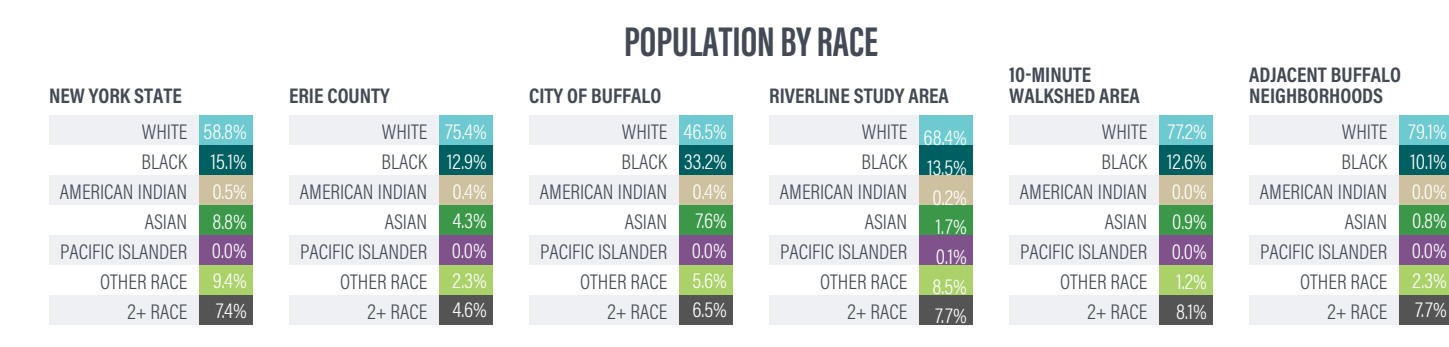 POPULATION BY RACE
NEW YORK STATE
WHITE 58.8%
BLACK 15.1%
AMERICAN INDIAN 0.5%
ASIAN 8.8%
PACIFIC ISLANDER 0.0%
OTHER RACE 9.4%
2+ RACE 7.4%
ERIE COUNTY
WHITE 75.4%
BLACK 12.9%
AMERICAN INDIAN 0.4%
ASIAN 4.3%
PACIFIC ISLANDER 0.0%
OTHER RACE 2.3%
2+ RACE 4.6%
CITY OF BUFFALO
WHITE 46.5%
BLACK 33.2%
AMERICAN INDIAN 0.4%
ASIAN 7.6%
PACIFIC ISLANDER 0.0%
OTHER RACE 5.6%
2+ RACE 6.5%
RIVERLINE STUDY AREA
WHITE 68.4%
BLACK 13.5%
AMERICAN INDIAN 0.2%
ASIAN 1.7%
PACIFIC ISLANDER 0.1%
OTHER RACE 8.5%
2+ RACE 7.7%
10-MINUTE
WALKSHED AREA
WHITE 77.2%
BLACK 12.6%
AMERICAN INDIAN 0.0%
ASIAN 0.9%
PACIFIC ISLANDER 0.0%
OTHER RACE 1.2%
2+ RACE 8.1%
ADJACENT BUFFALO
NEIGHBORHOODS
WHITE 79.1%
BLACK 10.1%
AMERICAN INDIAN 0.0%
ASIAN 0.8%
PACIFIC ISLANDER 0.0%
OTHER RACE 2.3%
2+ RACE 7.7%